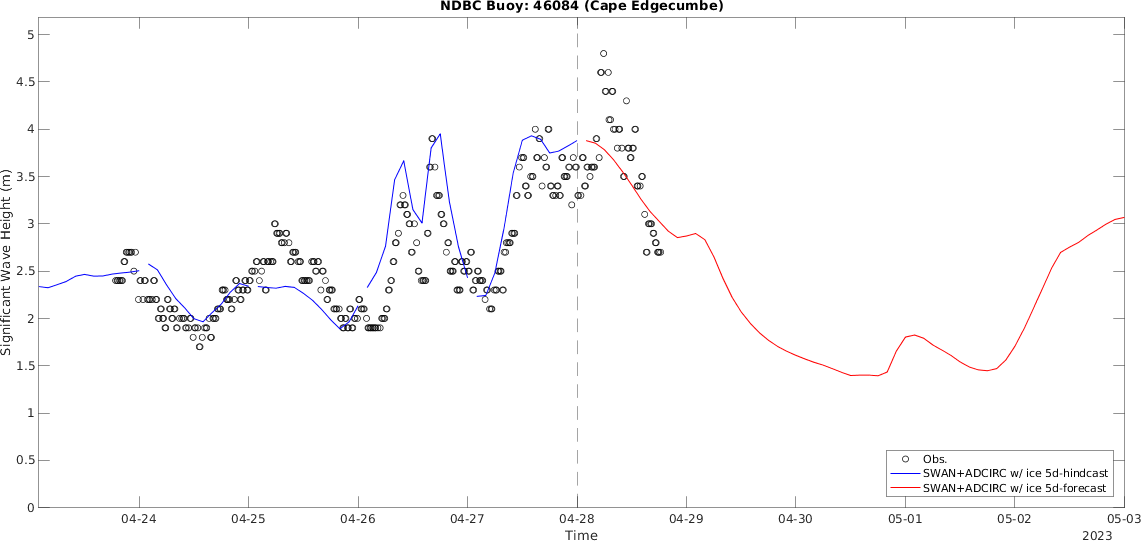 NDBC Buoy: 46084 (Cape Edgecumbe)
5
4.5
4
3.5
3
2.5
2
1.5
1
0.5
0
Significant Wave Height (m)
Obs.
SWAN+ADCIRC w/ ice 5d-hindcast
SWAN+ADCIRC w/ ice 5d-forecast
04-24 04-25 04-26 04-27 04-28 04-29 04-30 05-01 05-02 05-03
Time
2023